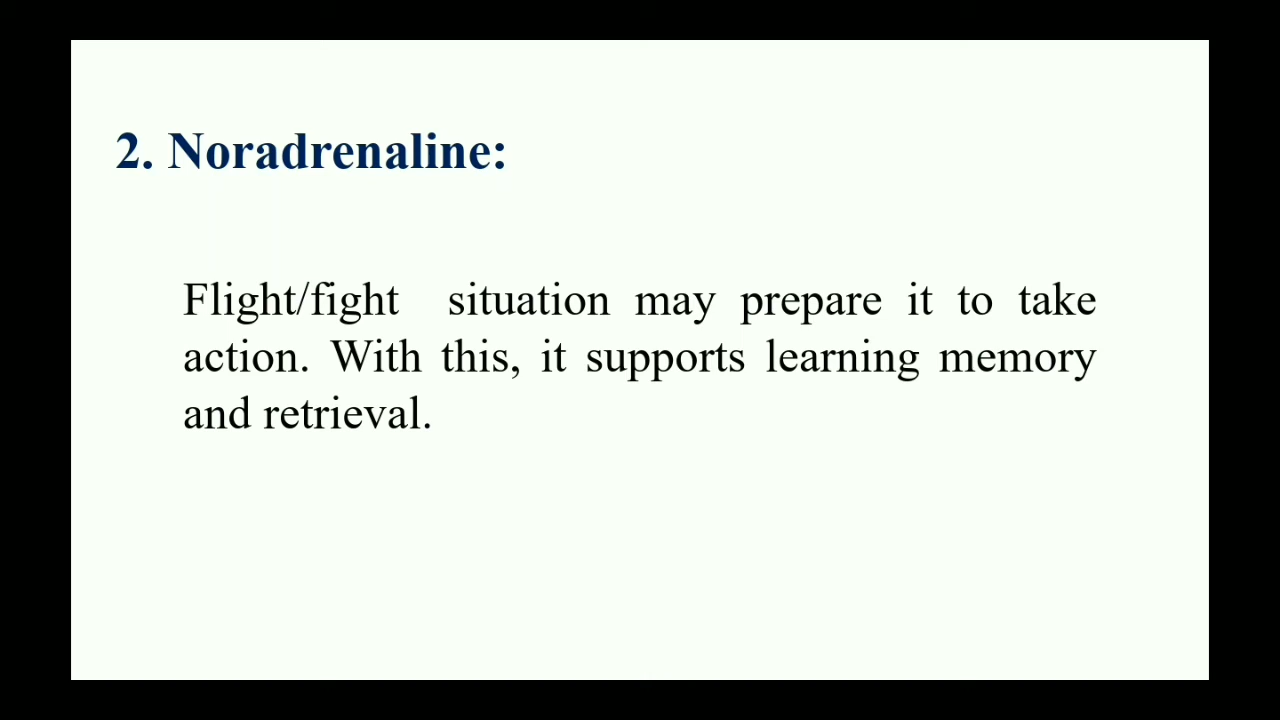 2. Noradrenaline:
Flight/fight situation may prepare it to take
action. With this, it supports learning memory
and retrieval.